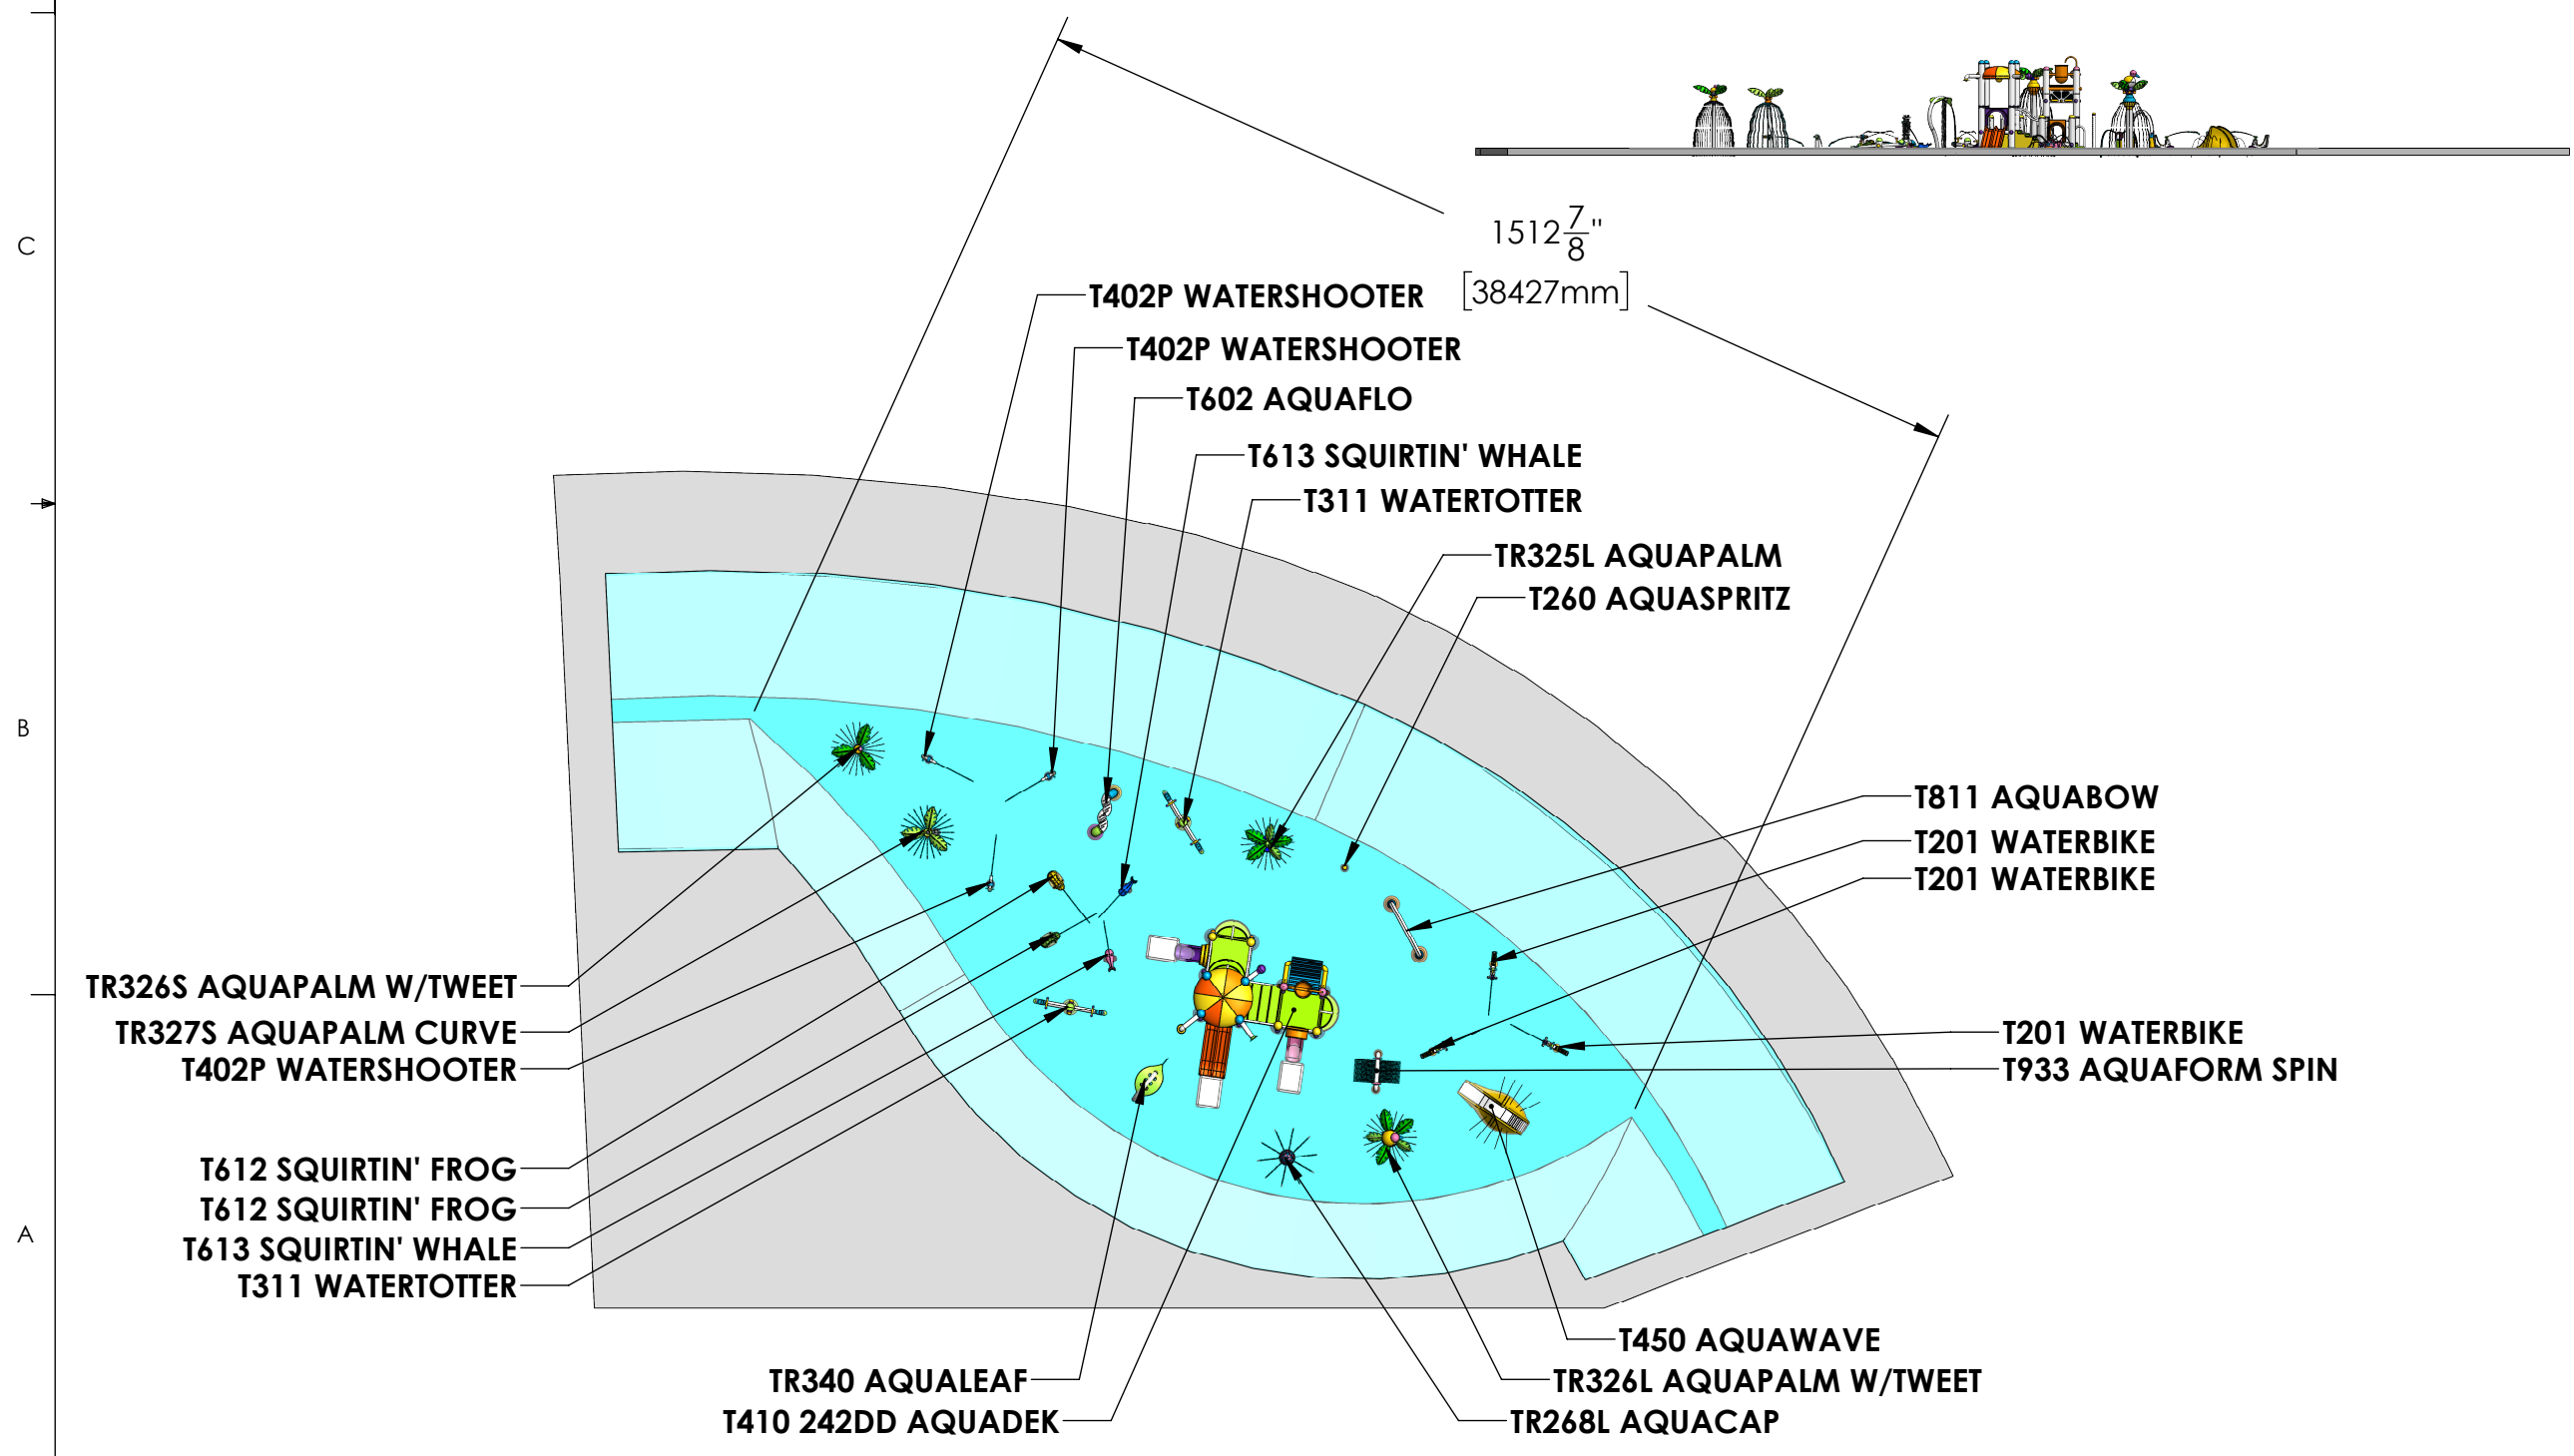 C
1512 7/8"
[38427mm]
T402P WATERSHOOTER
T402P WATERSHOOTER
T602 AQUAFLO
T613 SQUIRTIN' WHALE
T311 WATERTOTTER
TR325L AQUAPALM
T260 AQUASPRITZ
B
T811 AQUABOW
T201 WATERBIKE
T201 WATERBIKE
TR326S AQUAPALM W/TWEET
TR327S AQUAPALM CURVE
T402P WATERSHOOTER
T201 WATERBIKE
T933 AQUAFORM SPIN
T612 SQUIRTIN' FROG
T612 SQUIRTIN' FROG
T613 SQUIRTIN' WHALE
T311 WATERTOTTER
A
T450 AQUAWAVE
TR340 AQUALEAF
TR326L AQUAPALM W/TWEET
T410 242DD AQUADEK
TR268L AQUACAP